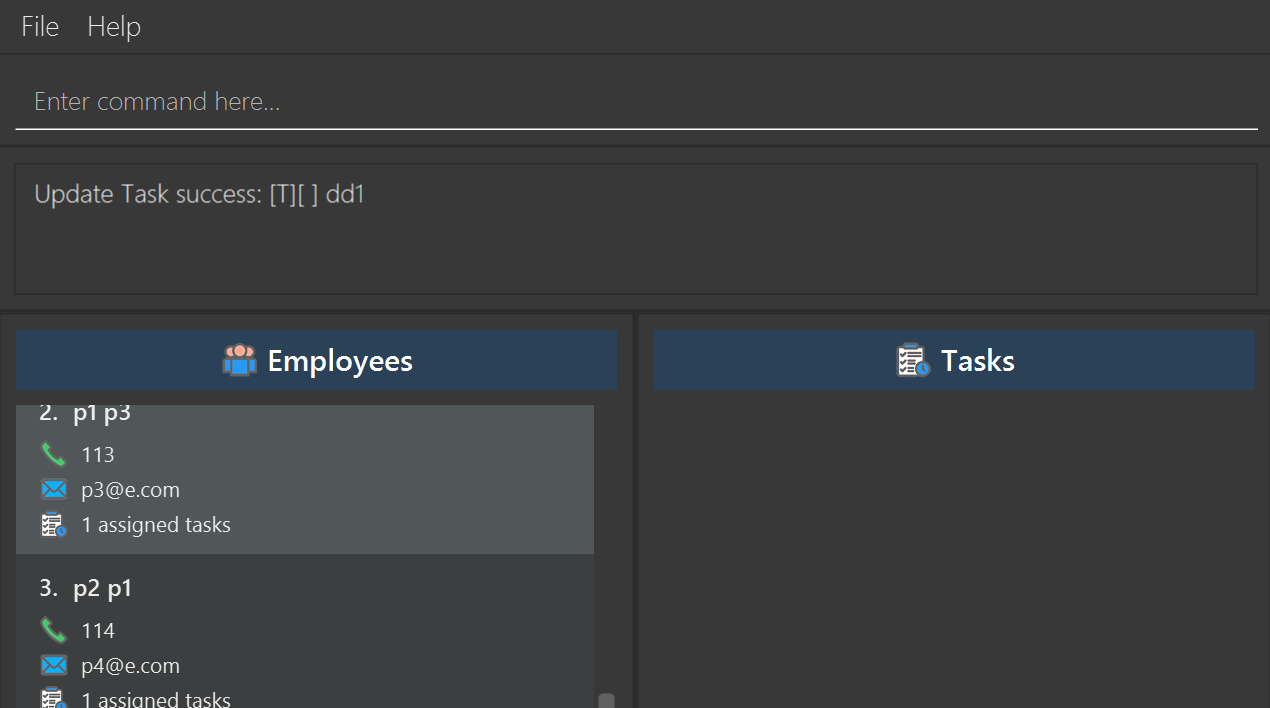 File Help
Enter command here...
Update Task success: [T][ ] dd1
Employees
2. p1 p3
113
p3@e.com
1 assigned tasks
3. p2 p1
114
p4@e.com
1 assigned tasks
Tasks